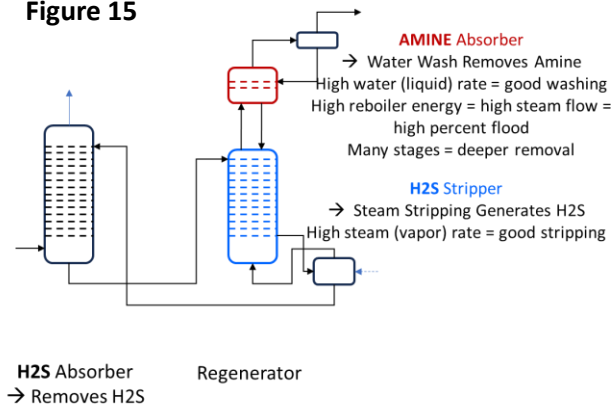 Figure 15
AMINE Absorber
→ Water Wash Removes Amine
High water (liquid) rate = good washing
High reboiler energy = high steam flow =
high percent flood
Many stages = deeper removal
H2S Stripper
→ Steam Stripping Generates H2S
High steam (vapor) rate = good stripping
H2S Absorber
→ Removes H2S
Regenerator